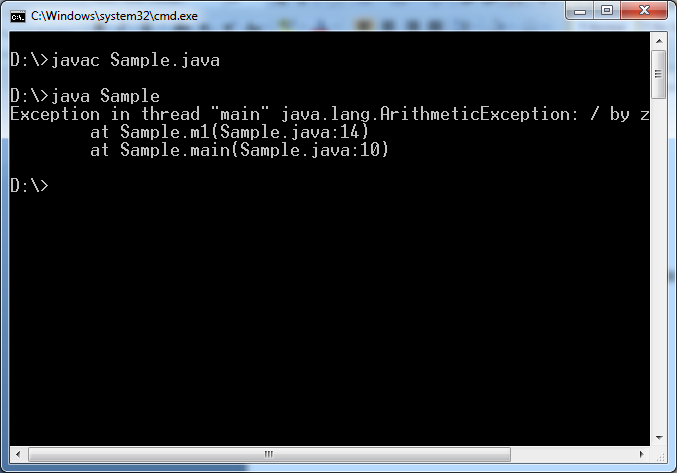 C:\Windows\system32\cmd.exe
D:\>javac Sample.java
D:\>java Sample
Exception in thread "main" java.lang.ArithmeticException: / by z
at Sample.m1(Sample.java:14)
at Sample.main(Sample.java:10)
D:\>